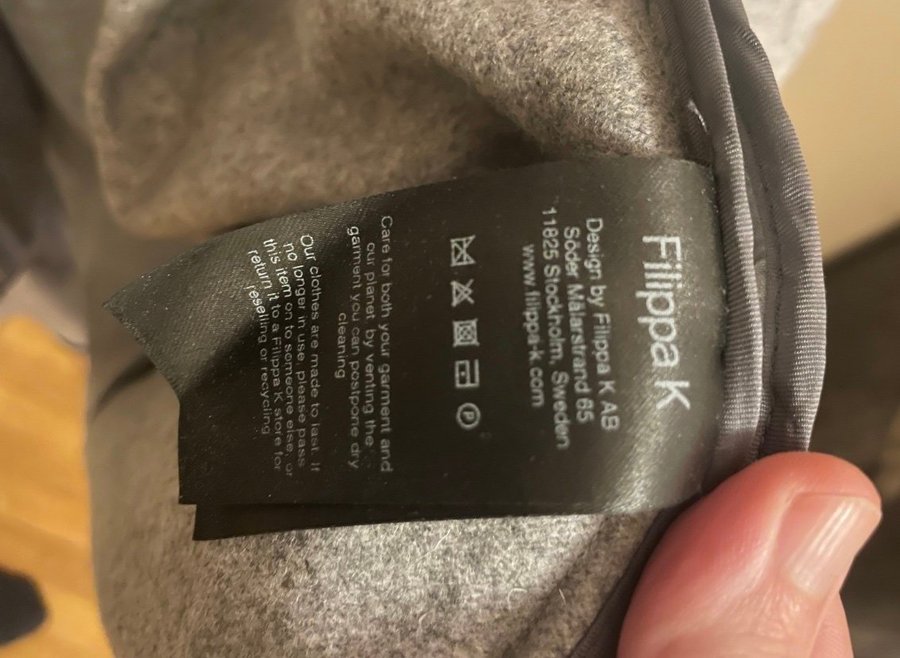 Filippa K
Design by Filippa K AB
Söder Mälarstrand 65
11825 Stockholm, Sweden
www.filippa-k.com
P
Care for both your garment and
our planet, by venting the
garment you can postpone dry
cleaning
Our clothes are made to last. If
no longer in use, please pass
this item on to someone else, or
return it to a Filippa K store for
reselling or recycling